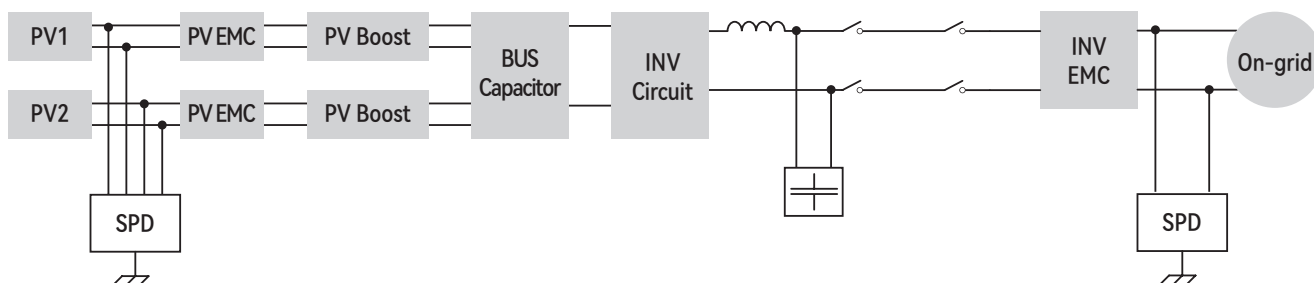 PV1
PV EMC
PV Boost
BUS
Capacitor
INV
Circuit
INV
EMC
On-grid
PV2
PV EMC
PV Boost
SPD
SPD